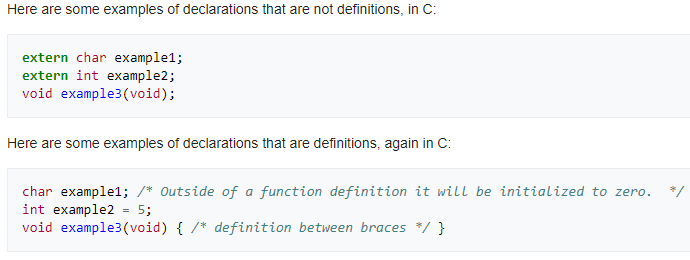 Here are some examples of declarations that are not definitions, in C:
extern char example1;
extern int example2;
void example3(void);
Here are some examples of declarations that are definitions, again in C:
char example1; /* Outside of a function definition it will be initialized to zero.  */
int example2 = 5;
void example3(void) { /* definition between braces */ }